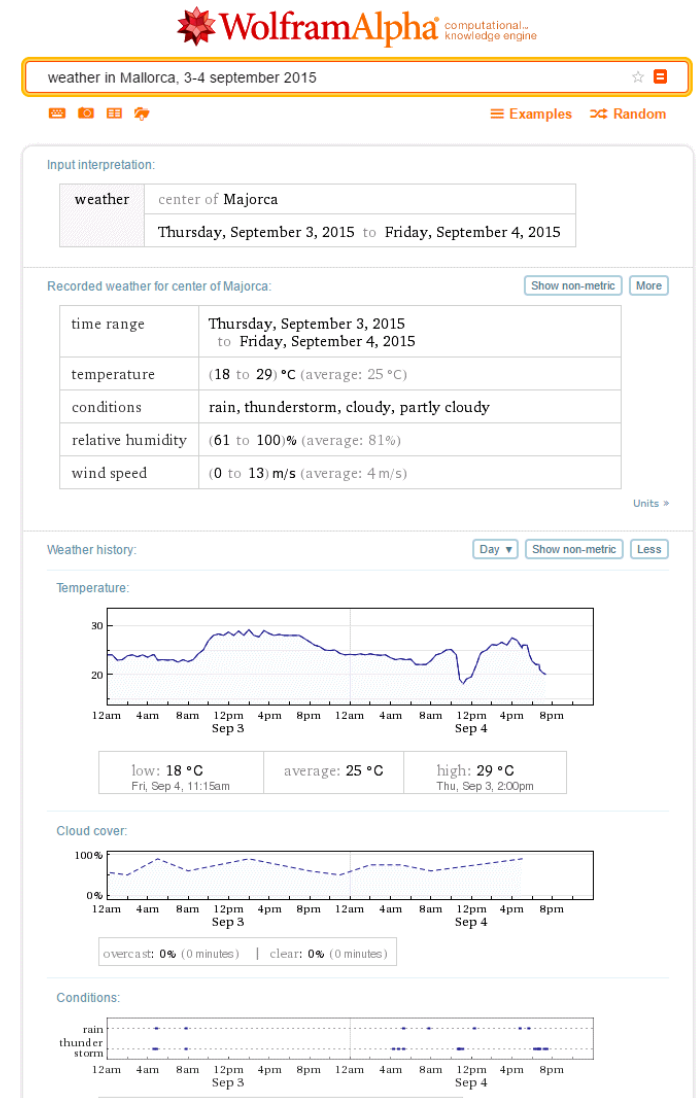 WolframAlpha computational...
knowledge engine
weather in Mallorca, 3-4 september 2015
Examples Random
Input interpretation:
weather center of Majorca
Thursday, September 3, 2015 to Friday, September 4, 2015
Recorded weather for center of Majorca: Show non-metric More
time range Thursday, September 3, 2015
to Friday, September 4, 2015
temperature (18 to 29) °C (average: 25 °C)
conditions rain, thunderstorm, cloudy, partly cloudy
relative humidity (61 to 100)% (average: 81%)
wind speed (0 to 13) m/s (average: 4 m/s)
Units »
Weather history: Day ▼ Show non-metric Less
Temperature:
30
20
12am 4am 8am 12pm 4pm 8pm 12am 4am 8am 12pm 4pm 8pm
Sep 3 Sep 4
low: 18 °C average: 25 °C high: 29 °C
Fri, Sep 4, 11:15am Thu, Sep 3, 2:00pm
Cloud cover:
100%
0%
12am 4am 8am 12pm 4pm 8pm 12am 4am 8am 12pm 4pm 8pm
Sep 3 Sep 4
overcast: 0% (0 minutes) | clear: 0% (0 minutes)
Conditions:
rain
thunder
storm
12am 4am 8am 12pm 4pm 8pm 12am 4am 8am 12pm 4pm 8pm
Sep 3 Sep 4